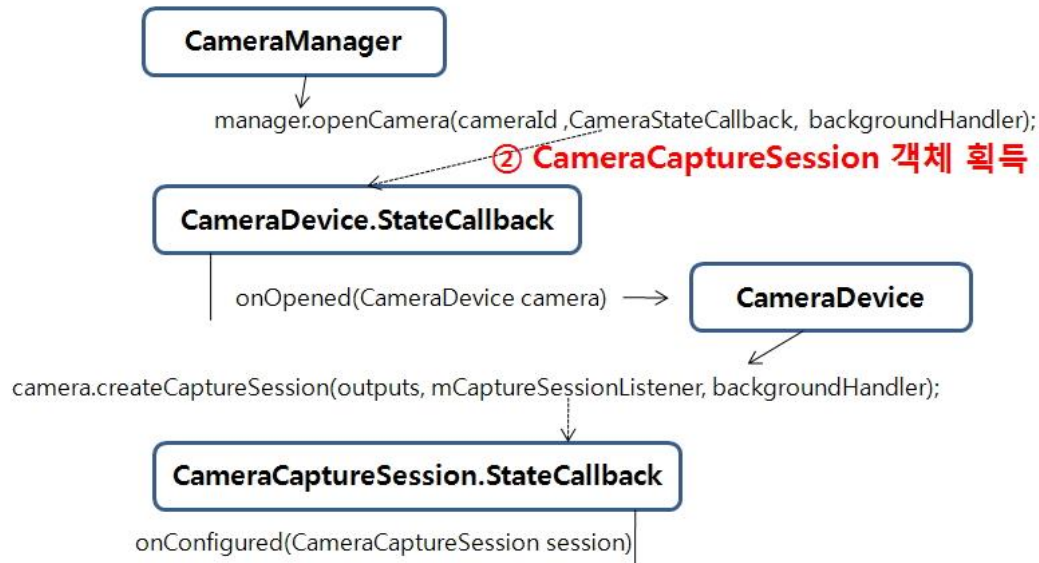 CameraManager
manager.openCamera(cameraId ,CameraStateCallback, backgroundHandler);
② CameraCaptureSession 객체 획득
CameraDevice.StateCallback
onOpened(CameraDevice camera)
CameraDevice
camera.createCaptureSession(outputs, mCaptureSessionListener, backgroundHandler);
CameraCaptureSession.StateCallback
onConfigured(CameraCaptureSession session)